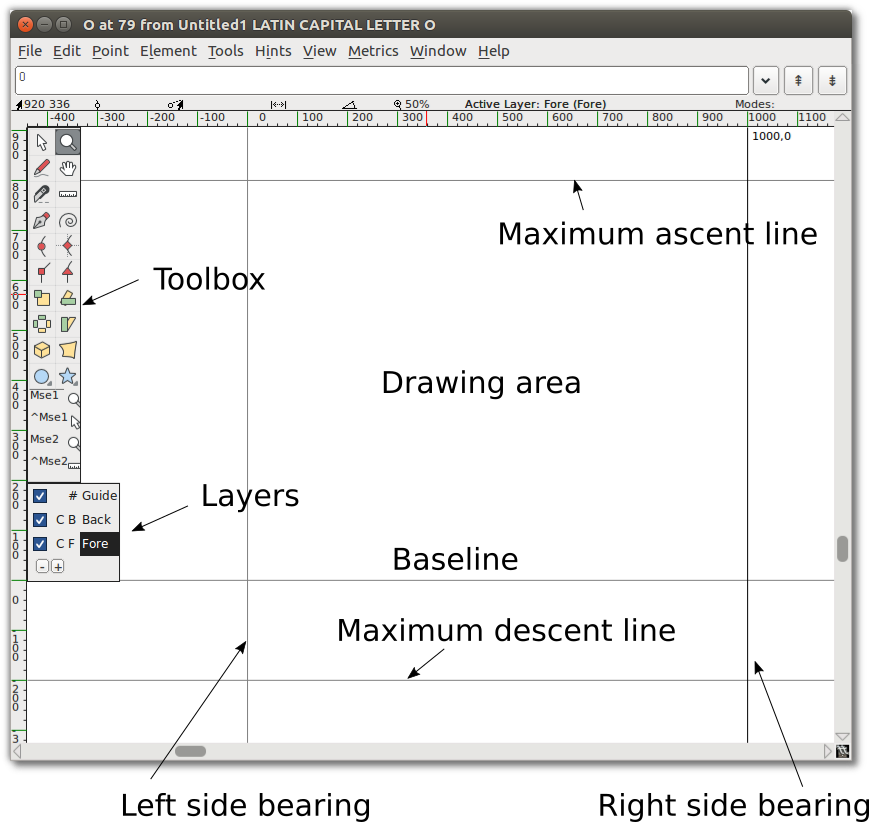 O at 79 from Untitled1 LATIN CAPITAL LETTER O
File Edit Point Element Tools Hints View Metrics Window Help
O
920 336 50% Active Layer: Fore (Fore) Modes:
-400 -300 -200 -100 0 100 200 300 400 500 600 700 800 900 1000 1100
1000,0
900
800
Maximum ascent line
700
Toolbox
600
500
Drawing area
400
Mse1
^Mse1
300
Mse2
^Mse2
200
# Guide
Layers
C B Back
100
C F Fore
- +
Baseline
0
100
Maximum descent line
200
3
Left side bearing
Right side bearing